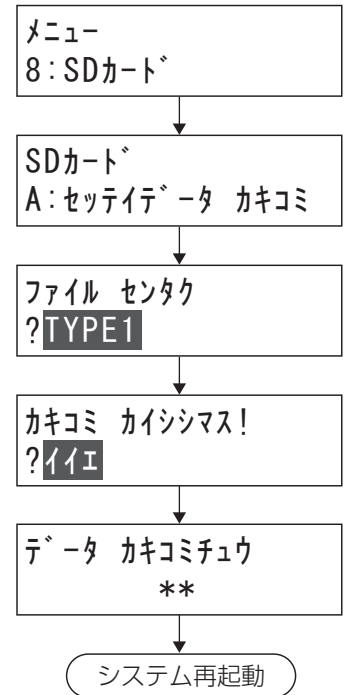 ﾒﾆｭｰ
8:SDｶｰﾄﾞ
SDｶｰﾄﾞ
A:ｾｯﾃｲﾃﾞｰﾀ ｶｷｺﾐ
ﾌｧｲﾙ ｾﾝﾀｸ
?TYPE1
ｶｷｺﾐ ｶｲｼｼﾏｽ!
?ｲｲｴ
ﾃﾞｰﾀ ｶｷｺﾐﾁｭｳ
**
システム再起動